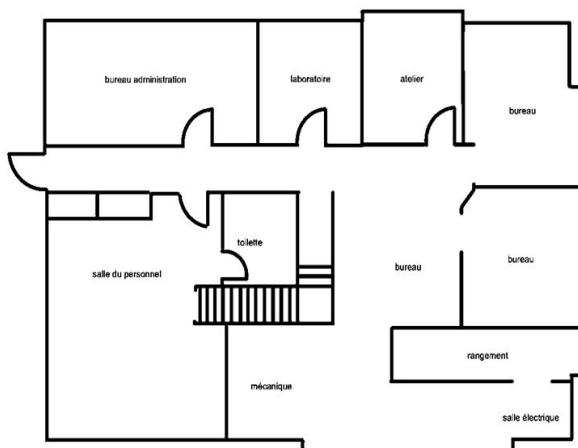 bureau administration
laboratoire
atelier
bureau
toilette
salle du personnel
bureau
bureau
rangement
mécanique
salle électrique